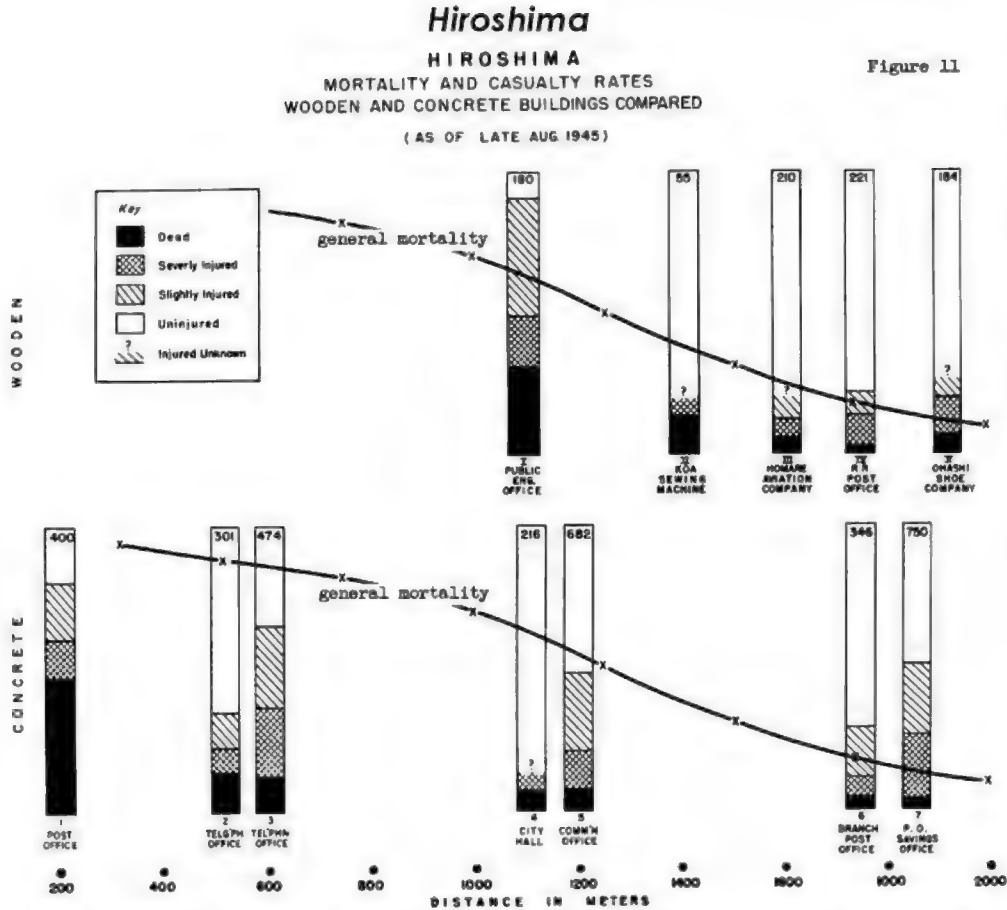 Hiroshima
HIROSHIMA
MORTALITY AND CASUALTY RATES
WOODEN AND CONCRETE BUILDINGS COMPARED
(AS OF LATE AUG 1945)
Figure 11
WOODEN
Key
Dead
Severly Injured
Slightly Injured
Uninjured
?
Injured Unknown
general mortality
180
55
210
221
184
?
?
?
I
PUBLIC
ENG.
OFFICE
II
KOA
SEWING
MACHINE
III
HOMARE
AVIATION
COMPANY
IV
R.R
POST
OFFICE
V
OHASHI
SHOE
COMPANY
CONCRETE
400
301
474
216
682
346
750
general mortality
?
1
POST
OFFICE
2
TELG'PH
OFFICE
3
TEL'PHN
OFFICE
4
CITY
HALL
5
COMM'N
OFFICE
6
BRANCH
POST
OFFICE
7
P. O.
SAVINGS
OFFICE
200
400
600
800
1000
1200
1400
2000
DISTANCE IN METERS